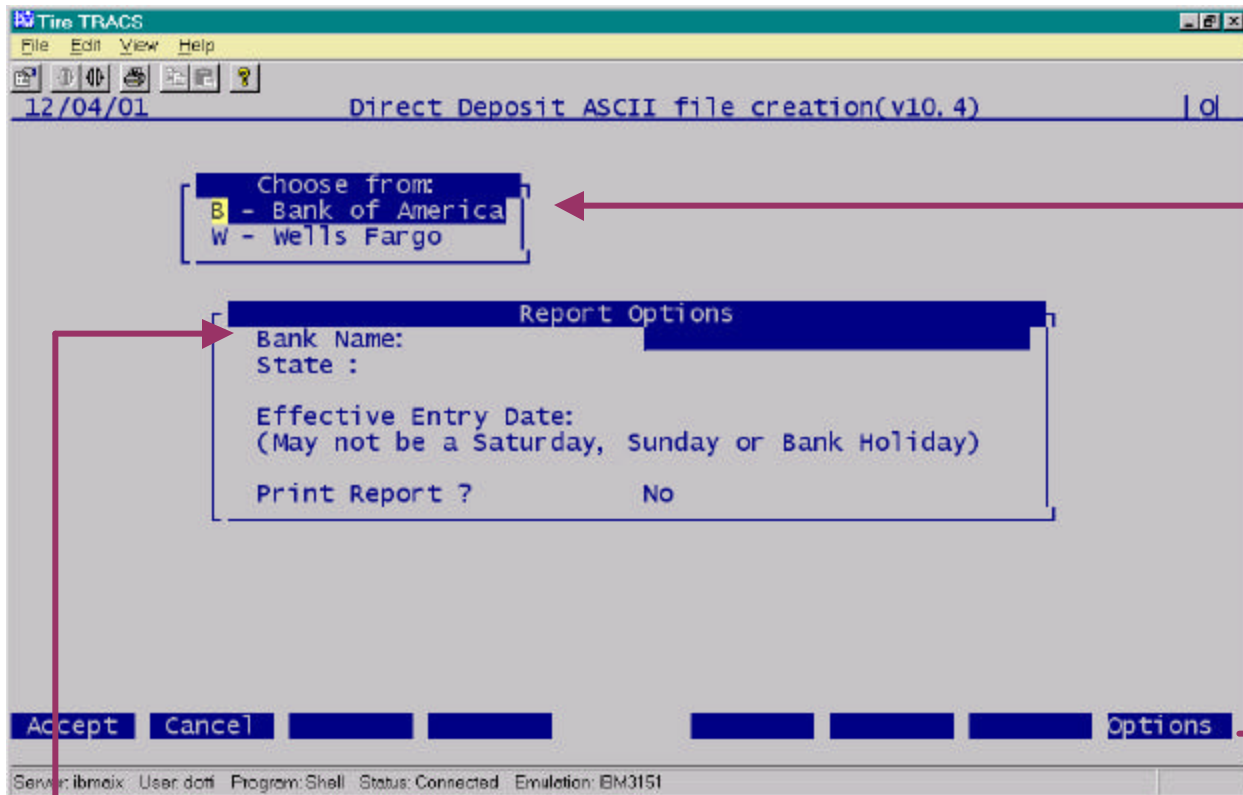 Tire TRACS
File Edit View Help
12/04/01 Direct Deposit ASCII file creation(v10.4) |O|
Choose from:
B - Bank of America
W - Wells Fargo
Report Options
Bank Name:
State :
Effective Entry Date:
(May not be a Saturday, Sunday or Bank Holiday)
Print Report ? No
Accept Cancel Options
Server: ibmaix User: dotti Program: Shell Status: Connected Emulation: IBM3151